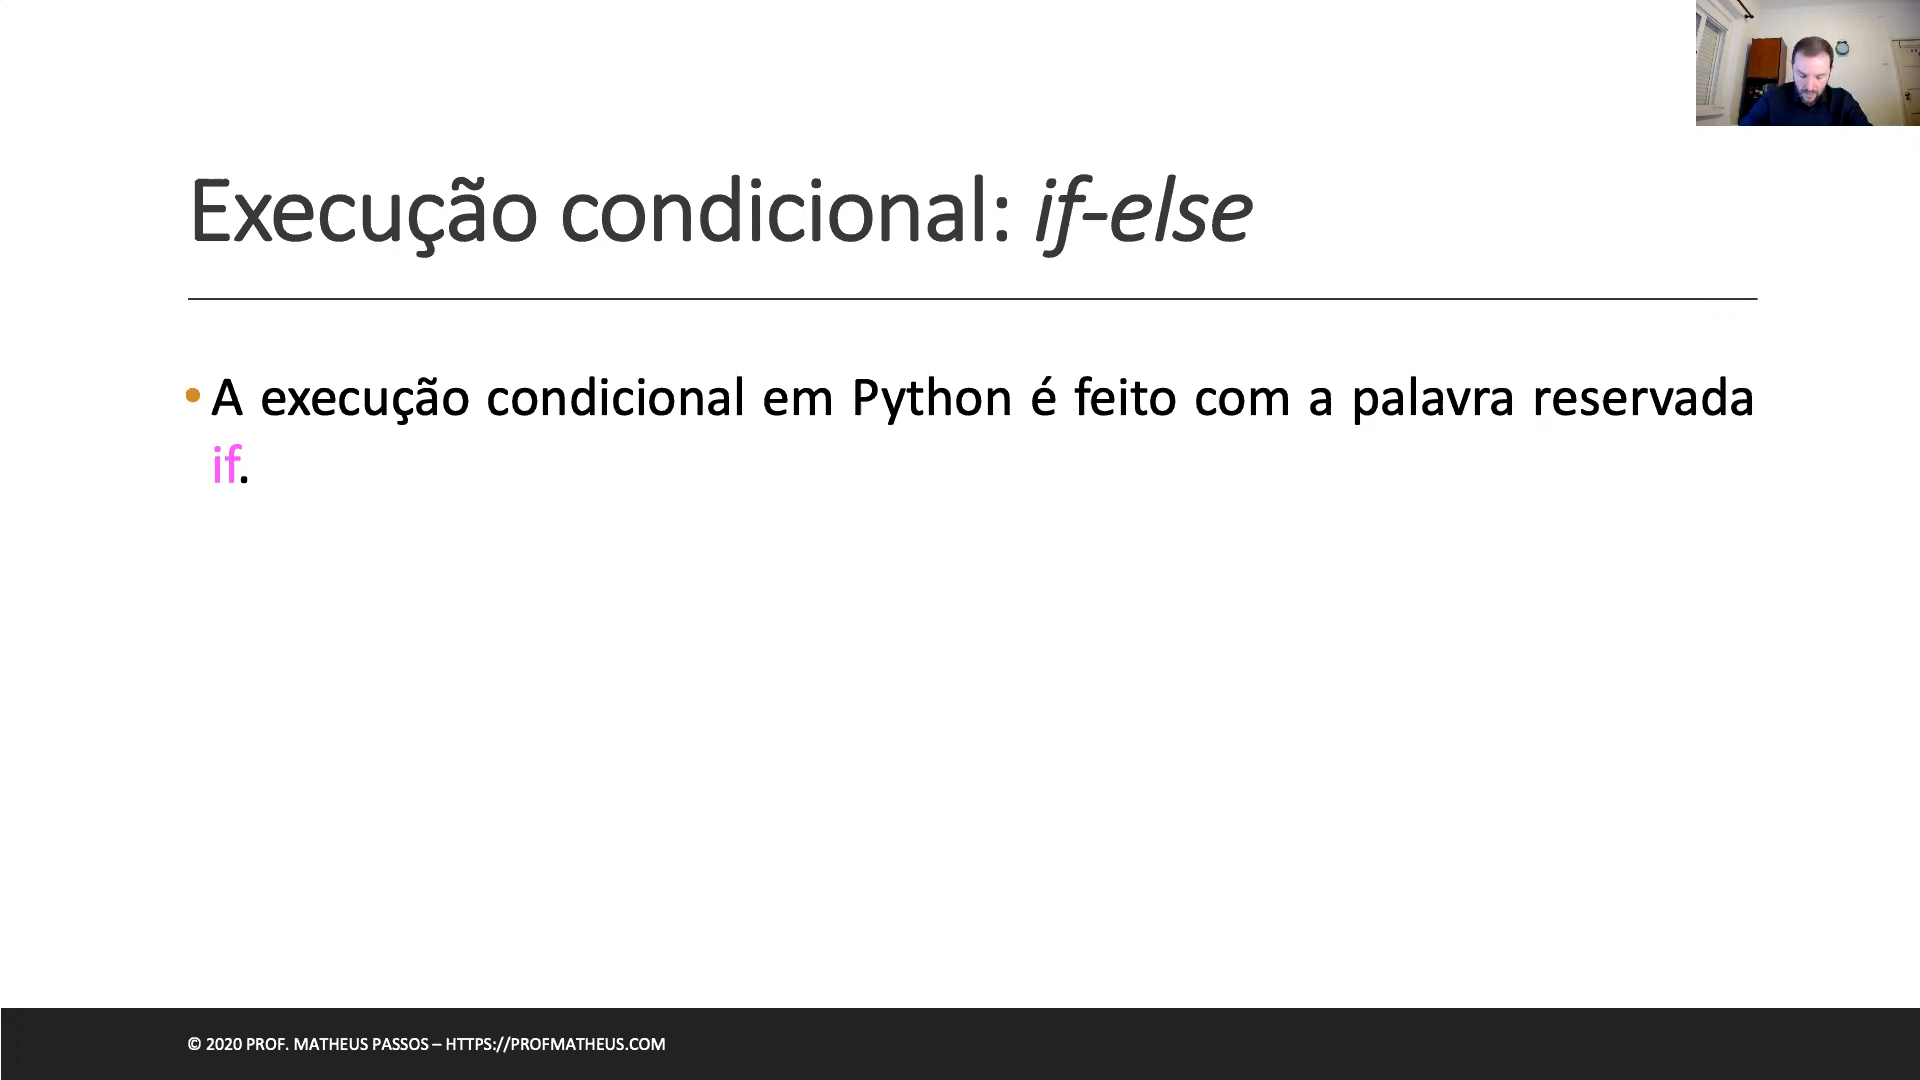 Execução condicional: if-else
• A execução condicional em Python é feito com a palavra reservada
if.
© 2020 PROF. MATHEUS PASSOS – HTTPS://PROFMATHEUS.COM